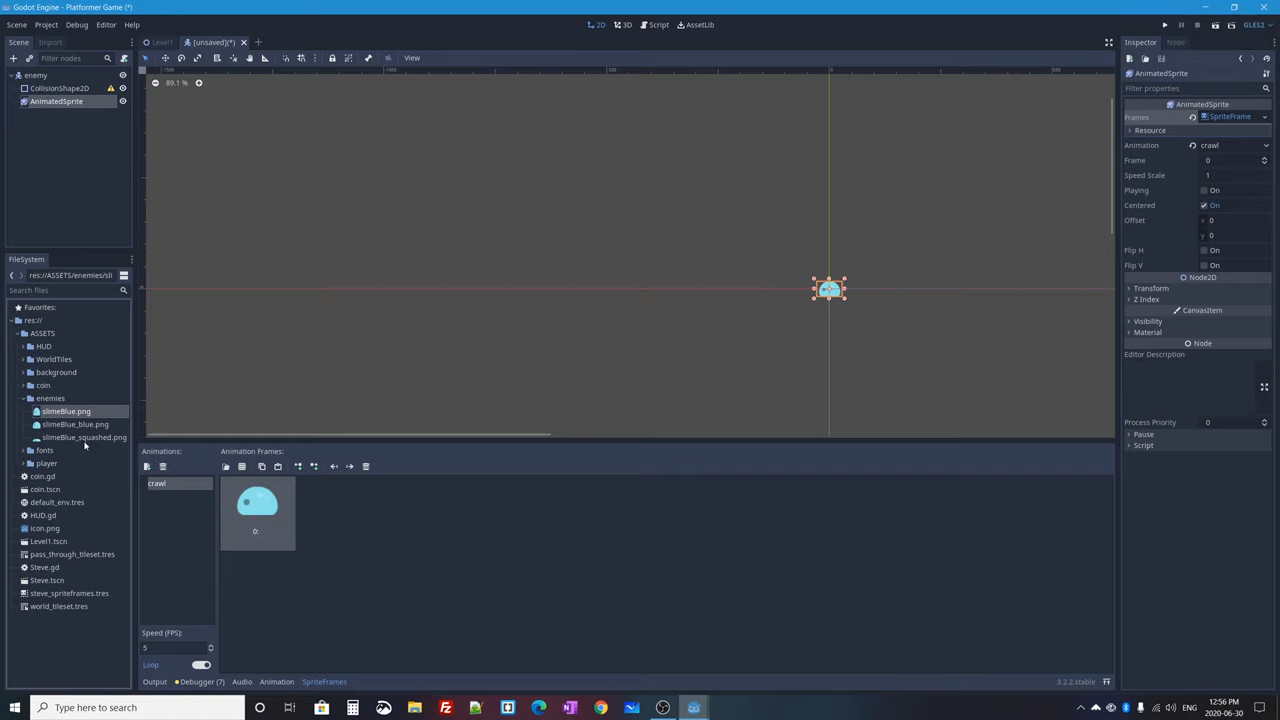 Godot Engine - Platformer Game (*)
Scene Project Debug Editor Help
2D 3D Script AssetLib
GLES2
Scene Import
Level1 [unsaved](*)
Inspector Node
Filter nodes
View
AnimatedSprite
Filter properties
enemy
CollisionShape2D
AnimatedSprite
89.1 %
AnimatedSprite
Frames SpriteFrame
Resource
Animation crawl
Frame 0
Speed Scale 1
Playing On
Centered On
Offset x 0
y 0
Flip H On
Flip V On
Node2D
Transform
Z Index
CanvasItem
Visibility
Material
Node
Editor Description
Process Priority 0
Pause
Script
FileSystem
res://ASSETS/enemies/sli
Search files
Favorites:
res://
ASSETS
HUD
WorldTiles
background
coin
enemies
slimeBlue.png
slimeBlue_blue.png
slimeBlue_squashed.png
fonts
player
coin.gd
coin.tscn
default_env.tres
HUD.gd
icon.png
Level1.tscn
pass_through_tileset.tres
Steve.gd
Steve.tscn
steve_spriteframes.tres
world_tileset.tres
Animations: Animation Frames:
crawl
0:
Speed (FPS):
5
Loop
Output Debugger (7) Audio Animation SpriteFrames
3.2.2.stable
Type here to search
ENG
12:56 PM
2020-06-30